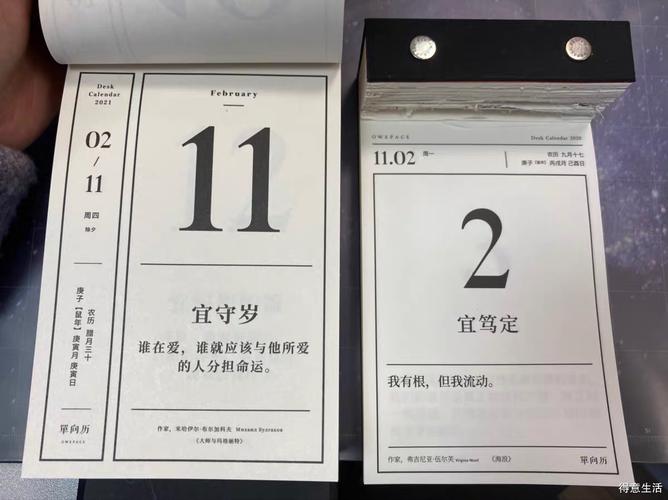 Desk
Calendar
2021
02
/
11
周四
除夕
农历 腊月三十
庚子【鼠年】庚寅月 庚寅日
單向历
OWSPACE
February
11
宜守岁
谁在爱，谁就应该与他所爱
的人分担命运。
作家，米哈伊尔·布尔加科夫 Михаил Булгаков
《大师与玛格丽特》
OWSPACE
Desk Calendar 2020
11.02 周一
农历 九月十七
庚子【鼠年】丙戌月 己酉日
2
宜笃定
我有根，但我流动。
單向历
作家，弗吉尼亚·伍尔芙 Virginia Woolf 《海浪》
得意生活